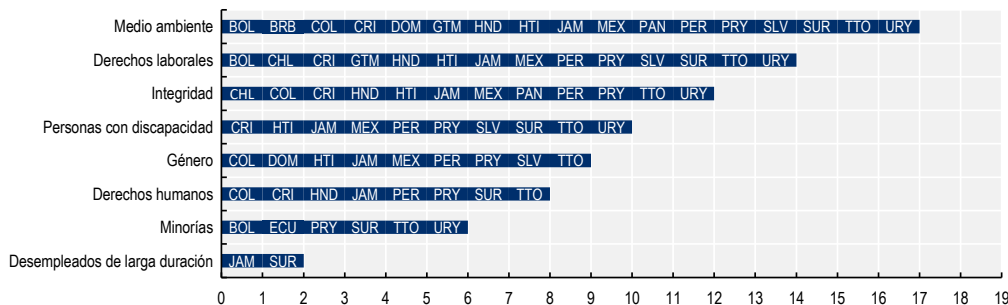 Medio ambiente BOL BRB COL CRI DOM GTM HND HTI JAM MEX PAN PER PRY SLV SUR TTO URY
Derechos laborales BOL CHL CRI GTM HND HTI JAM MEX PER PRY SLV SUR TTO URY
Integridad CHL COL CRI HND HTI JAM MEX PAN PER PRY TTO URY
Personas con discapacidad CRI HTI JAM MEX PER PRY SLV SUR TTO URY
Género COL DOM HTI JAM MEX PER PRY SLV TTO
Derechos humanos COL CRI HND JAM PER PRY SUR TTO
Minorías BOL ECU PRY SUR TTO URY
Desempleados de larga duración JAM SUR
0 1 2 3 4 5 6 7 8 9 10 11 12 13 14 15 16 17 18 19